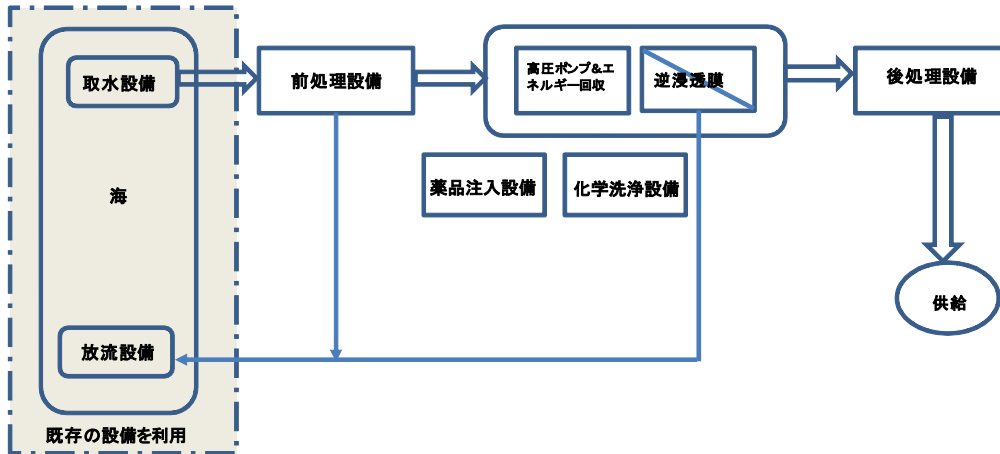 取水設備
前処理設備
高圧ポンプ&エ
ネルギー回収
逆浸透膜
後処理設備
薬品注入設備
化学洗浄設備
海
供給
放流設備
既存の設備を利用